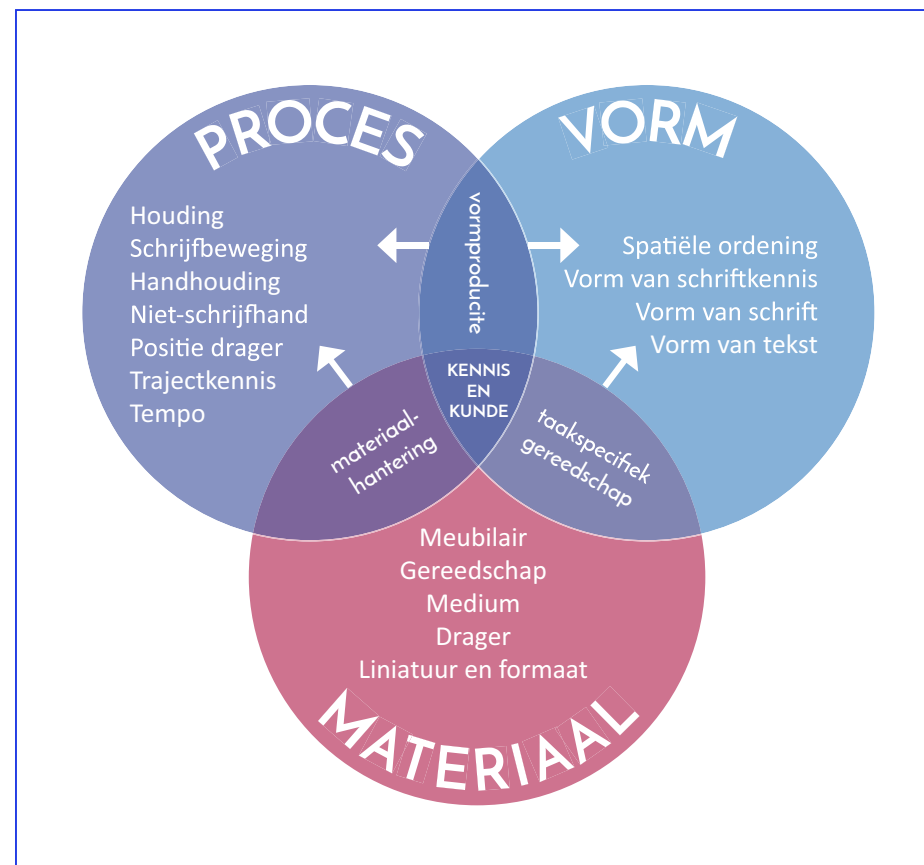 PROCES
Houding
Schrijfbeweging
Handhouding
Niet-schrijfhand
Positie drager
Trajectkennis
Tempo
VORM
Spatiële ordening
Vorm van schriftkennis
Vorm van schrift
Vorm van tekst
vormproducite
KENNIS
EN
KUNDE
materiaal-
hantering
taakspecifiek
gereedschap
Meubilair
Gereedschap
Medium
Drager
Liniatuur en formaat
MATERIAAL